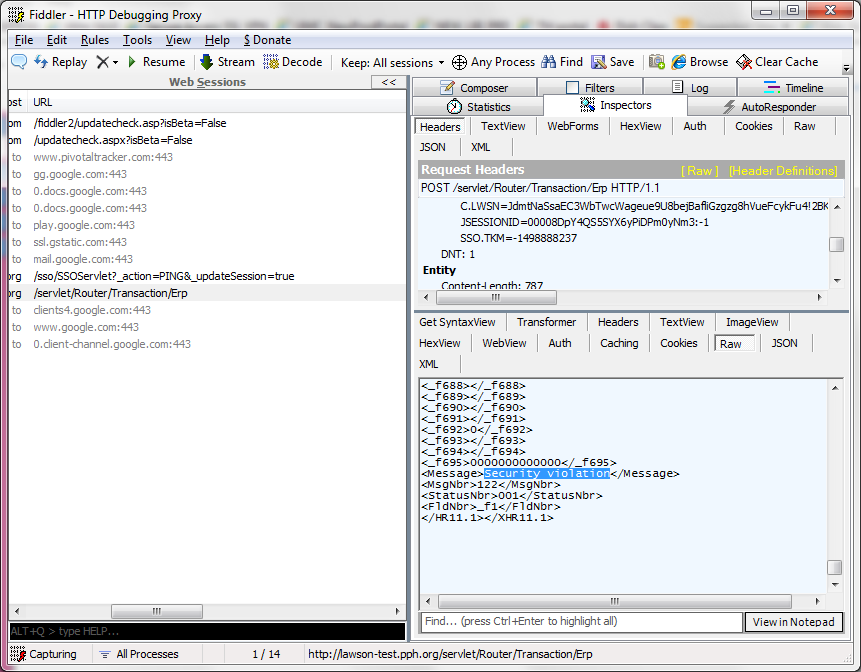 Fiddler - HTTP Debugging Proxy
File Edit Rules Tools View Help $ Donate
Replay Resume Stream Decode Keep: All sessions Any Process Find Save Browse Clear Cache
Web Sessions <<
ost URL
om /fiddler2/updatecheck.asp?isBeta=False
om /updatecheck.aspx?isBeta=False
to www.pivotaltracker.com:443
to gg.google.com:443
to 0.docs.google.com:443
to 0.docs.google.com:443
to play.google.com:443
to ssl.gstatic.com:443
to mail.google.com:443
org /sso/SSOServlet?_action=PING&_updateSession=true
org /servlet/Router/Transaction/Erp
to clients4.google.com:443
to www.google.com:443
to 0.client-channel.google.com:443
ALT+Q > type HELP...
Composer Filters Log Timeline
Statistics Inspectors AutoResponder
Headers TextView WebForms HexView Auth Cookies Raw
JSON XML
Request Headers [ Raw ] [Header Definitions]
POST /servlet/Router/Transaction/Erp HTTP/1.1
C.LWSN=JdmtNaSsaEC3WbTwcWageue9U8bejBafliGzgzg8hVueFcykFu4!2BK
JSESSIONID=00008DpY4QS5SYX6yPiDPm0yNm3:-1
SSO.TKM=-1498888237
DNT: 1
Entity
Content-Length: 787
Get SyntaxView Transformer Headers TextView ImageView
HexView WebView Auth Caching Cookies Raw JSON
XML
<_f688></_f688>
<_f689></_f689>
<_f690></_f690>
<_f691></_f691>
<_f692>0</_f692>
<_f693></_f693>
<_f694></_f694>
<_f695>0000000000000</_f695>
<Message>Security violation</Message>
<MsgNbr>122</MsgNbr>
<StatusNbr>001</StatusNbr>
<FldNbr>_f1</FldNbr>
</HR11.1></XHR11.1>
Find... (press Ctrl+Enter to highlight all) View in Notepad
Capturing All Processes 1 / 14 http://lawson-test.pph.org/servlet/Router/Transaction/Erp